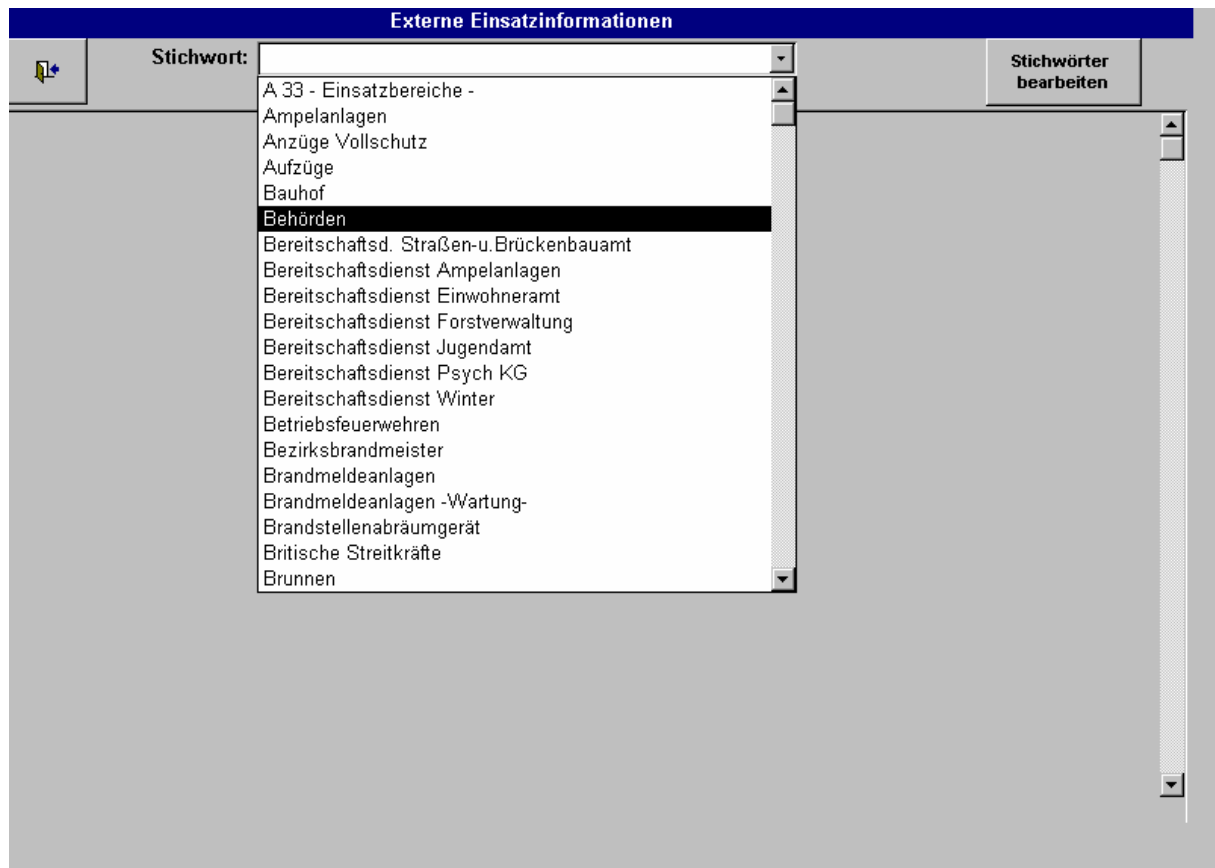 Externe Einsatzinformationen
Stichwort:
Stichwörter
bearbeiten
A 33 - Einsatzbereiche -
Ampelanlagen
Anzüge Vollschutz
Aufzüge
Bauhof
Behörden
Bereitschaftsd. Straßen-u.Brückenbauamt
Bereitschaftsdienst Ampelanlagen
Bereitschaftsdienst Einwohneramt
Bereitschaftsdienst Forstverwaltung
Bereitschaftsdienst Jugendamt
Bereitschaftsdienst Psych KG
Bereitschaftsdienst Winter
Betriebsfeuerwehren
Bezirksbrandmeister
Brandmeldeanlagen
Brandmeldeanlagen -Wartung-
Brandstellenabräumgerät
Britische Streitkräfte
Brunnen